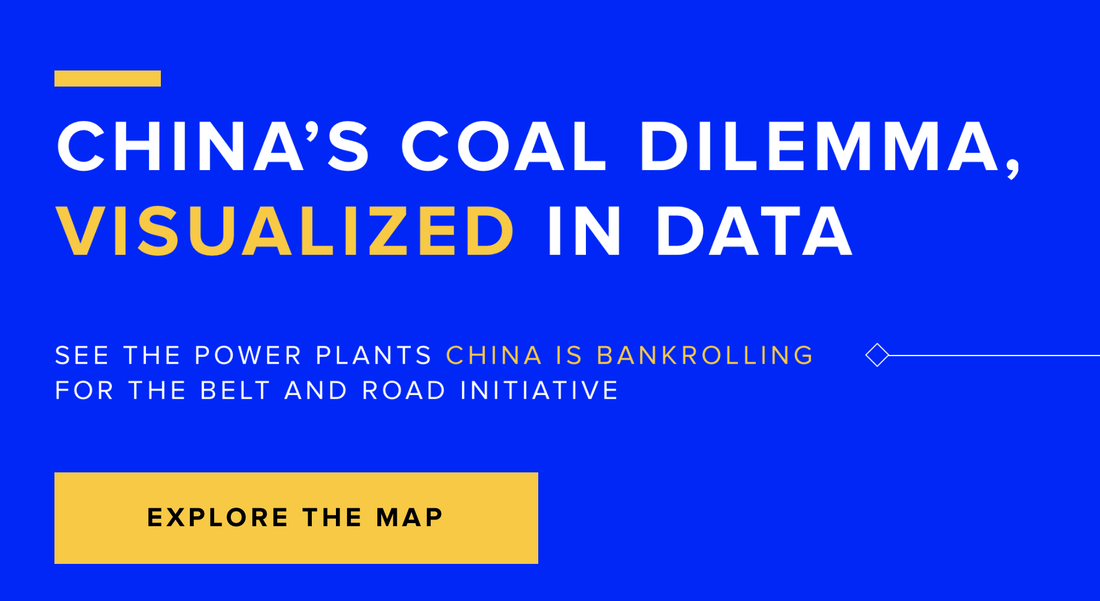 CHINA’S COAL DILEMMA,
VISUALIZED IN DATA
SEE THE POWER PLANTS CHINA IS BANKROLLING
FOR THE BELT AND ROAD INITIATIVE
EXPLORE THE MAP